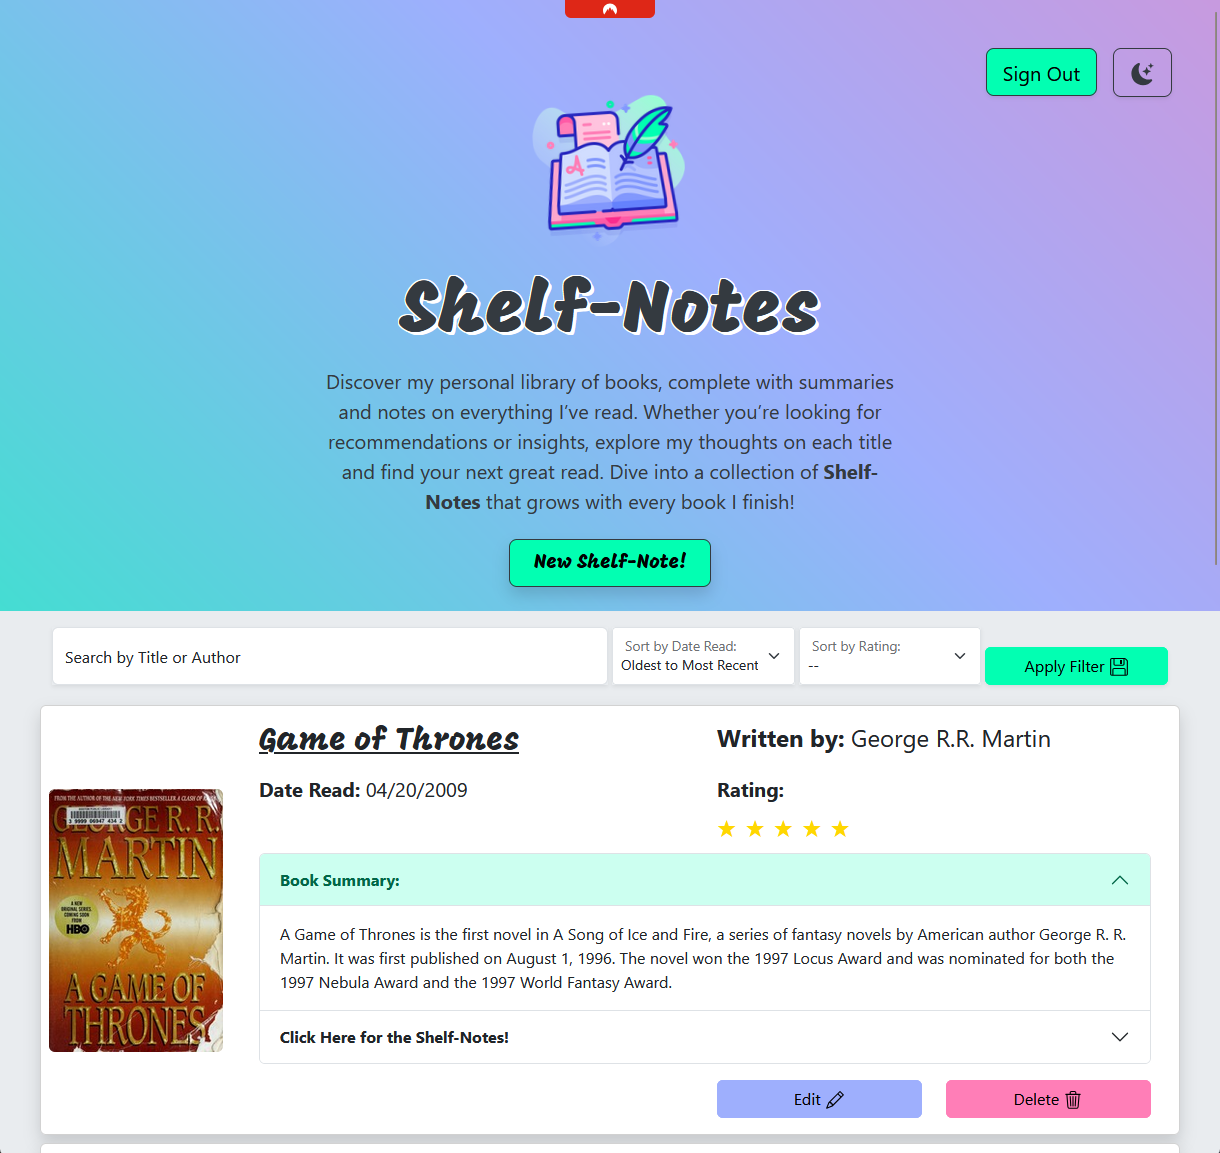 Sign Out
Shelf-Notes
Discover my personal library of books, complete with summaries
and notes on everything I’ve read. Whether you’re looking for
recommendations or insights, explore my thoughts on each title
and find your next great read. Dive into a collection of Shelf-
Notes that grows with every book I finish!
New Shelf-Note!
Search by Title or Author
Sort by Date Read:
Oldest to Most Recent
Sort by Rating:
--
Apply Filter
Game of Thrones
Written by: George R.R. Martin
Date Read: 04/20/2009
Rating:
FROM THE AUTHOR OF THE NEW YORK TIMES BESTSELLER A CLASH OF
GEORGE R. R.
MARTIN
A NEW
ORIGINAL SERIES,
COMING SOON
FROM
HBO
A GAME OF
THRONES
Book Summary:
A Game of Thrones is the first novel in A Song of Ice and Fire, a series of fantasy novels by American author George R. R.
Martin. It was first published on August 1, 1996. The novel won the 1997 Locus Award and was nominated for both the
1997 Nebula Award and the 1997 World Fantasy Award.
Click Here for the Shelf-Notes!
Edit
Delete